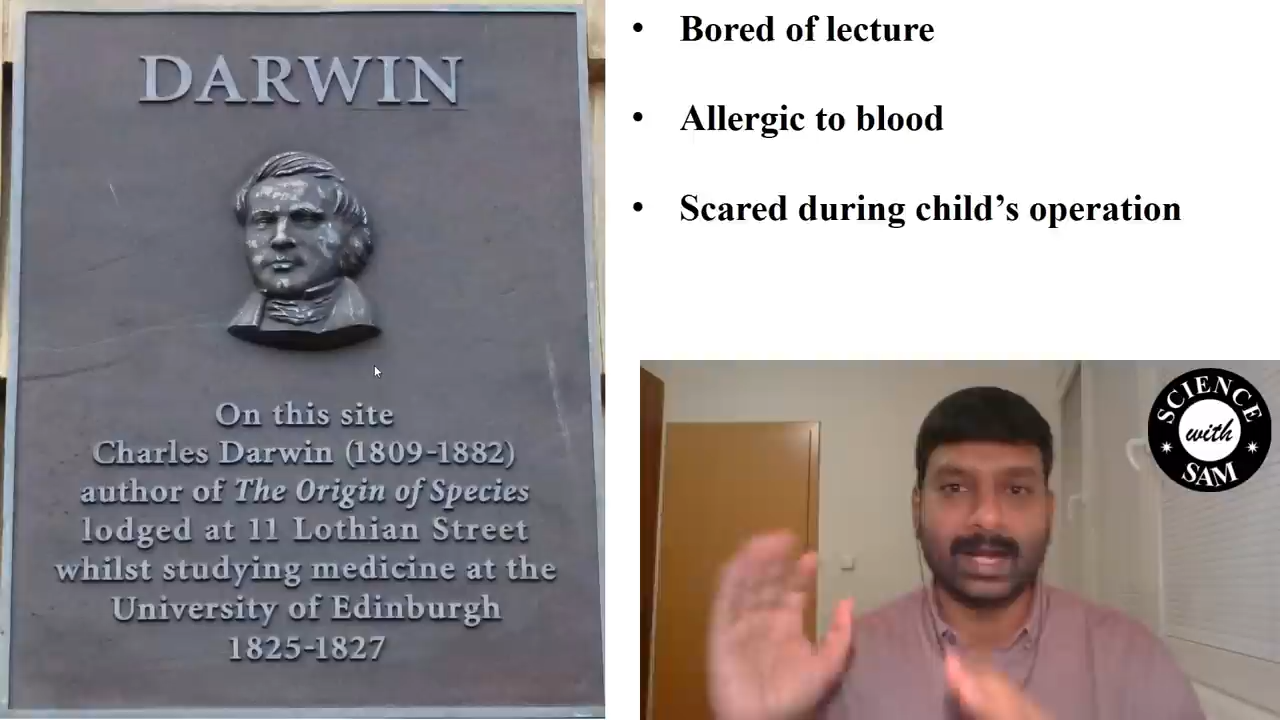 DARWIN
On this site
Charles Darwin (1809-1882)
author of The Origin of Species
lodged at 11 Lothian Street
whilst studying medicine at the
University of Edinburgh
1825-1827
• Bored of lecture
• Allergic to blood
• Scared during child’s operation
SCIENCE
with
SAM